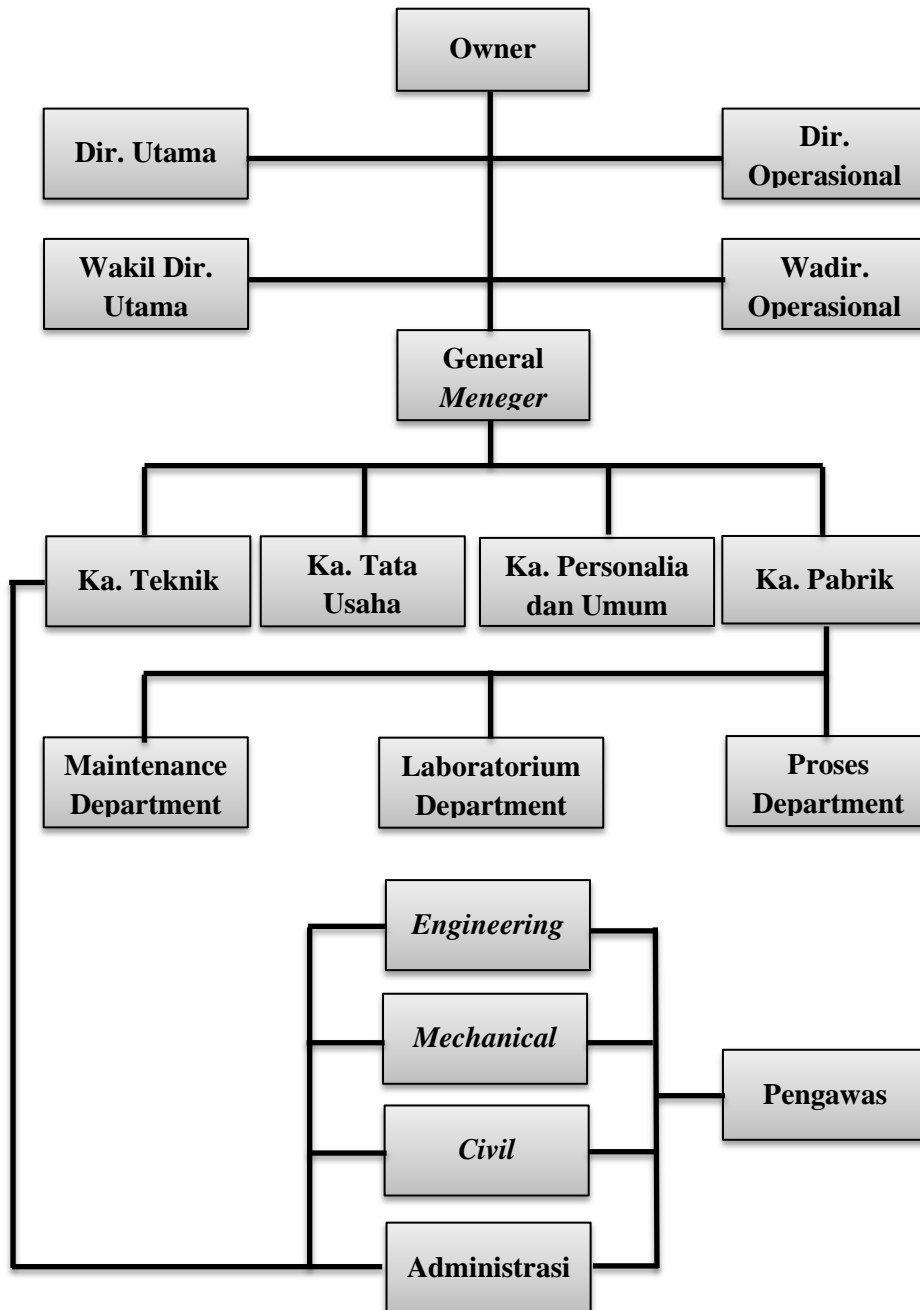 Owner
Dir. Utama
Dir.
Operasional
Wakil Dir.
Utama
Wadir.
Operasional
General
Meneger
Ka. Teknik
Ka. Tata
Usaha
Ka. Personalia
dan Umum
Ka. Pabrik
Maintenance
Department
Laboratorium
Department
Proses
Department
Engineering
Mechanical
Civil
Administrasi
Pengawas